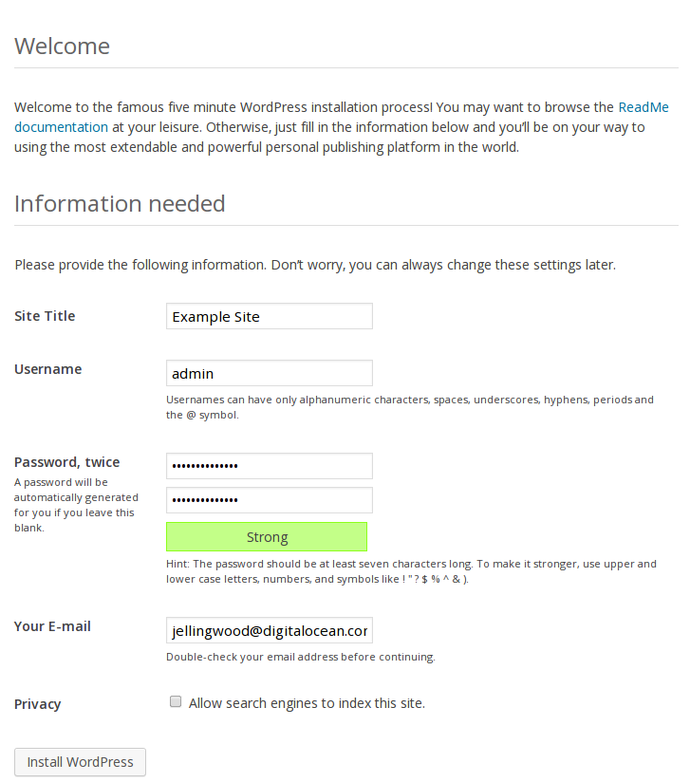 Welcome
Welcome to the famous five minute WordPress installation process! You may want to browse the ReadMe
documentation at your leisure. Otherwise, just fill in the information below and you'll be on your way to
using the most extendable and powerful personal publishing platform in the world.
Information needed
Please provide the following information. Don't worry, you can always change these settings later.
Site Title
Example Site
Username
admin
Usernames can have only alphanumeric characters, spaces, underscores, hyphens, periods and
the @ symbol.
Password, twice
A password will be
automatically generated
for you if you leave this
blank.
••••••••••••••
••••••••••••••
Strong
Hint: The password should be at least seven characters long. To make it stronger, use upper and
lower case letters, numbers, and symbols like ! " ? $ % ^ & ).
Your E-mail
jellingwood@digitalocean.cor
Double-check your email address before continuing.
Privacy
Allow search engines to index this site.
Install WordPress